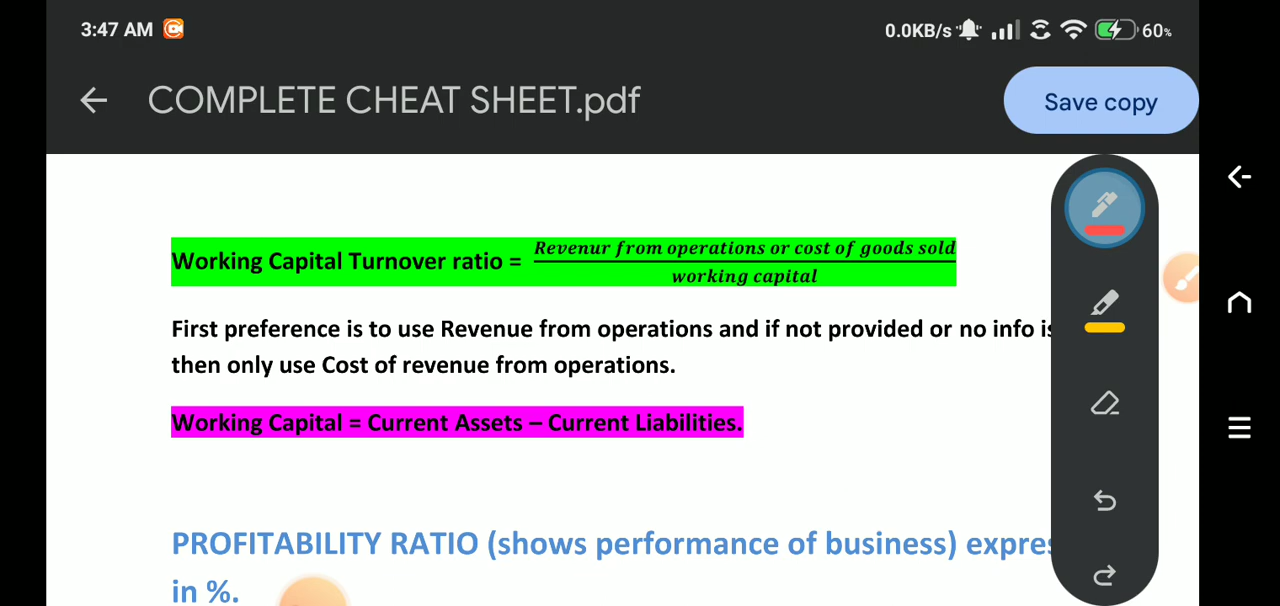 3:47 AM 0.0KB/s 60%
COMPLETE CHEAT SHEET.pdf Save copy
Working Capital Turnover ratio = Revenur from operations or cost of goods sold
working capital
First preference is to use Revenue from operations and if not provided or no info is
then only use Cost of revenue from operations.
Working Capital = Current Assets – Current Liabilities.
PROFITABILITY RATIO (shows performance of business) expres
in %.